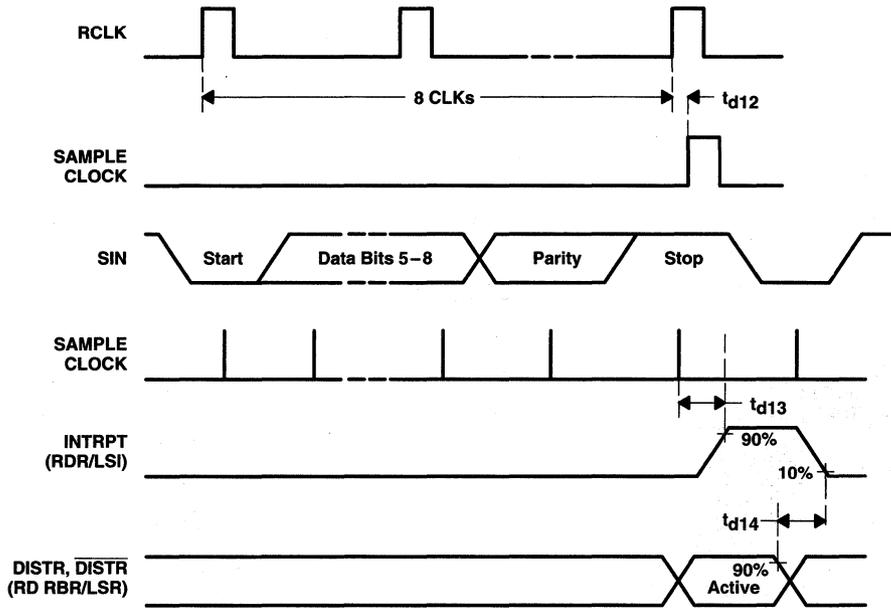 RCLK
8 CLKs
td12
SAMPLE
CLOCK
SIN
Start
Data Bits 5–8
Parity
Stop
SAMPLE
CLOCK
td13
INTRPT
(RDR/LSI)
90%
10%
td14
DISTR, DISTR
(RD RBR/LSR)
90%
Active